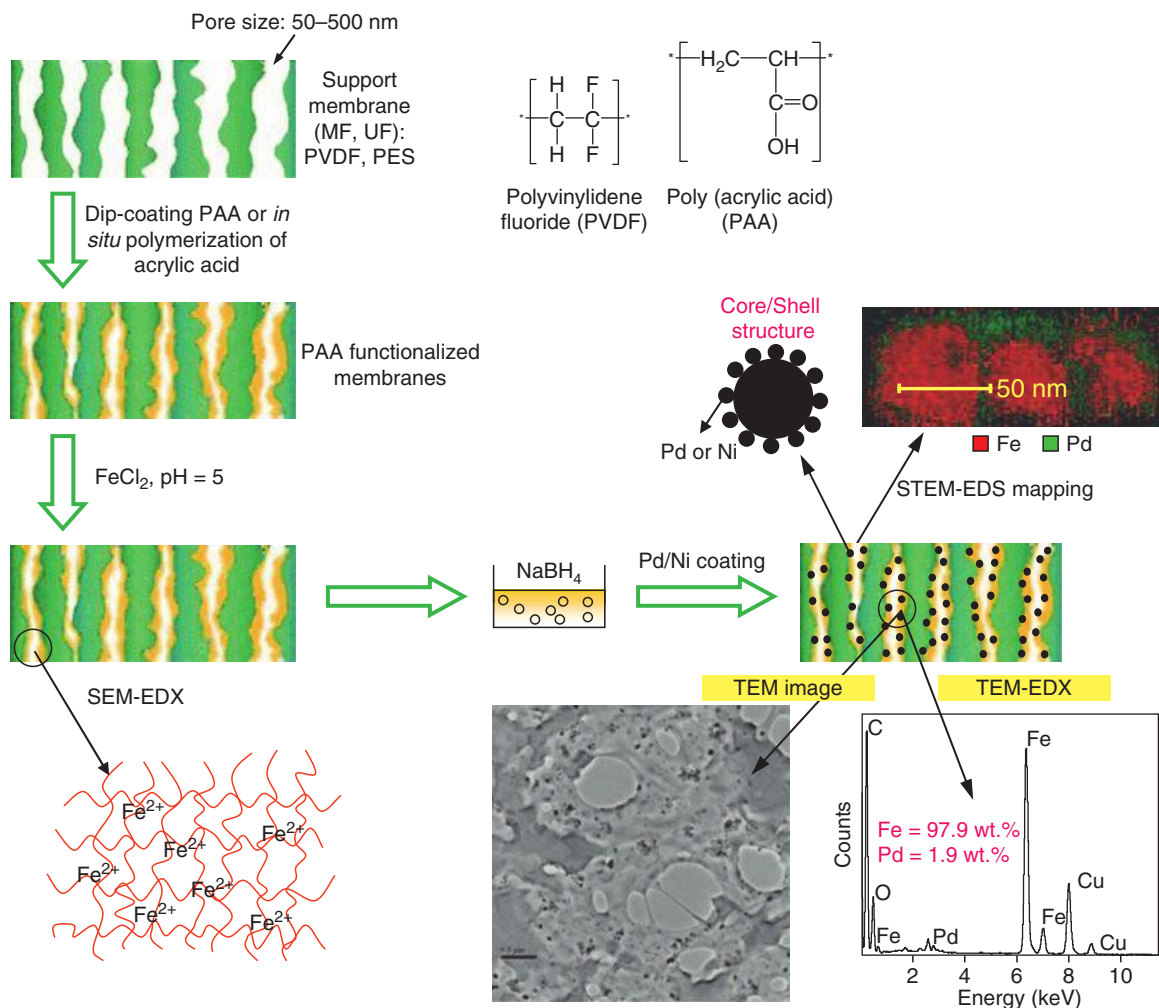 Pore size: 50–500 nm
Support
membrane
(MF, UF):
PVDF, PES
H
F
*
C
C
*
H
F
Polyvinylidene
fluoride (PVDF)
*
H₂C
CH
*
C=O
OH
Poly (acrylic acid)
(PAA)
Dip-coating PAA or in
situ polymerization of
acrylic acid
PAA functionalized
membranes
Core/Shell
structure
Pd or Ni
50 nm
Fe
Pd
STEM-EDS mapping
FeCl₂, pH = 5
NaBH₄
Pd/Ni coating
SEM-EDX
Fe²⁺
Fe²⁺
Fe²⁺
Fe²⁺
Fe²⁺
Fe²⁺
Fe²⁺
TEM image
TEM-EDX
C
Fe
Fe = 97.9 wt.%
Pd = 1.9 wt.%
Counts
O
Cu
Fe
Fe
Pd
Cu
2 4 6 8 10
Energy (keV)